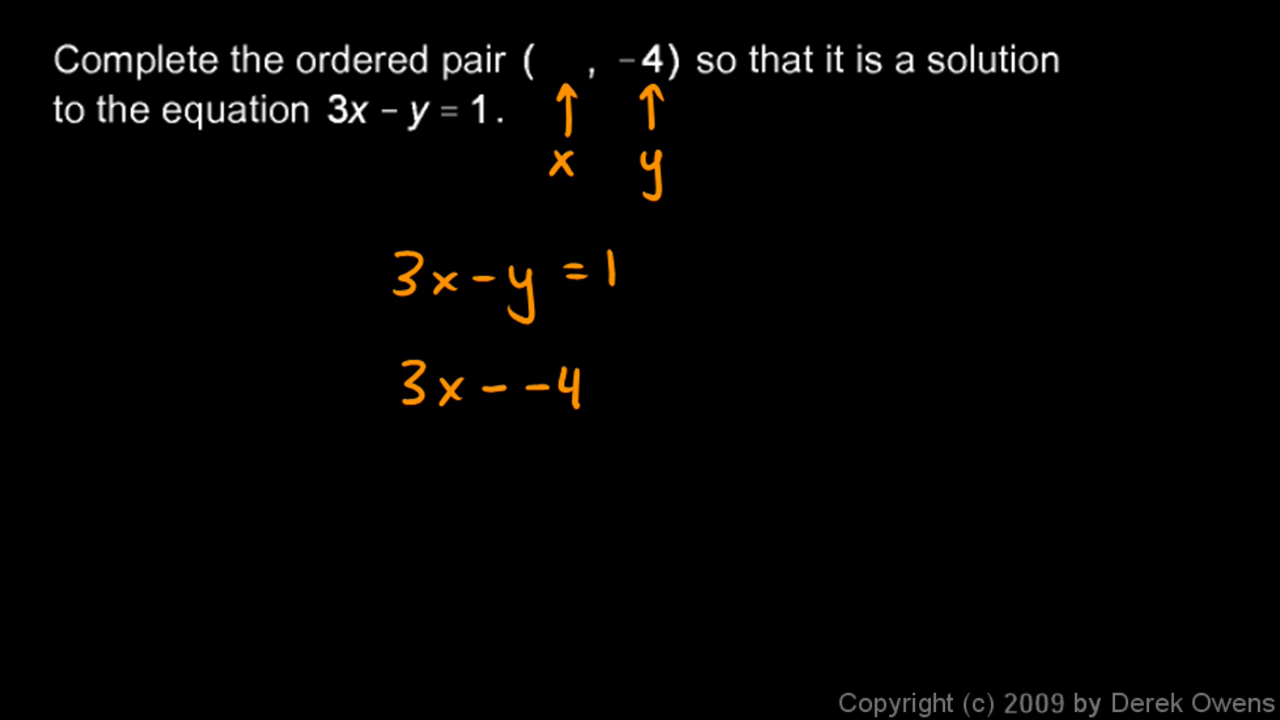 Complete the ordered pair ( , -4) so that it is a solution
to the equation 3x - y = 1.
x y
3x - y = 1
3x - -4
Copyright (c) 2009 by Derek Owens